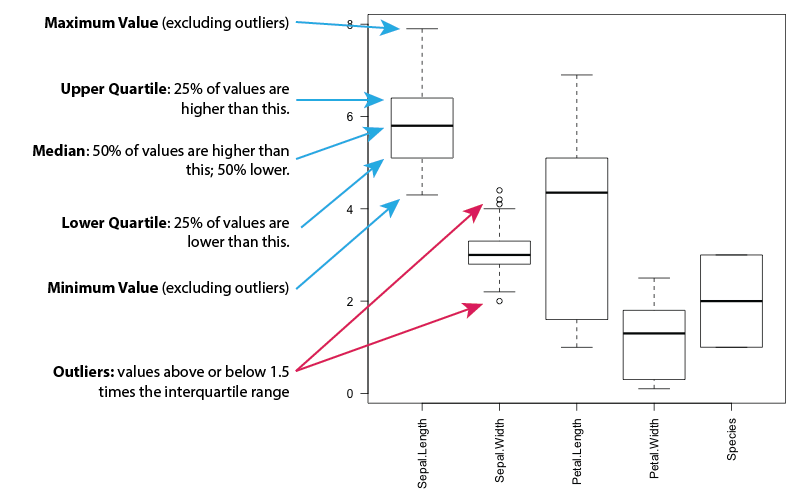 Maximum Value (excluding outliers)
Upper Quartile: 25% of values are
higher than this.
Median: 50% of values are higher than
this; 50% lower.
Lower Quartile: 25% of values are
lower than this.
Minimum Value (excluding outliers)
Outliers: values above or below 1.5
times the interquartile range
8
6
4
2
0
Sepal.Length
Sepal.Width
Petal.Length
Petal.Width
Species